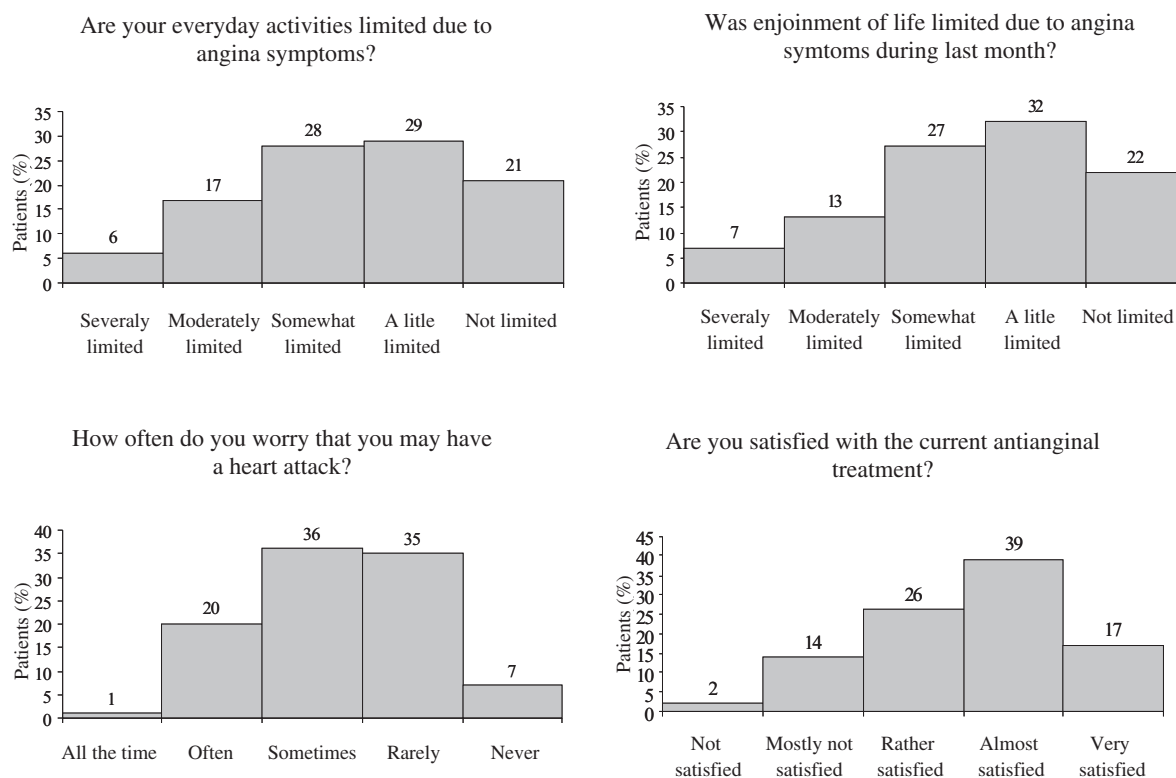 Are your everyday activities limited due to
angina symptoms?
Patients (%)
35
30
25
20
15
10
5
0
6
17
28
29
21
Severaly
limited
Moderately
limited
Somewhat
limited
A litle
limited
Not limited
Was enjoinment of life limited due to angina
symtoms during last month?
Patients (%)
35
30
25
20
15
10
5
0
7
13
27
32
22
Severaly
limited
Moderately
limited
Somewhat
limited
A litle
limited
Not limited
How often do you worry that you may have
a heart attack?
Patients (%)
40
35
30
25
20
15
10
5
0
1
20
36
35
7
All the time
Often
Sometimes
Rarely
Never
Are you satisfied with the current antianginal
treatment?
Patients (%)
45
40
35
30
25
20
15
10
5
0
2
14
26
39
17
Not
satisfied
Mostly not
satisfied
Rather
satisfied
Almost
satisfied
Very
satisfied